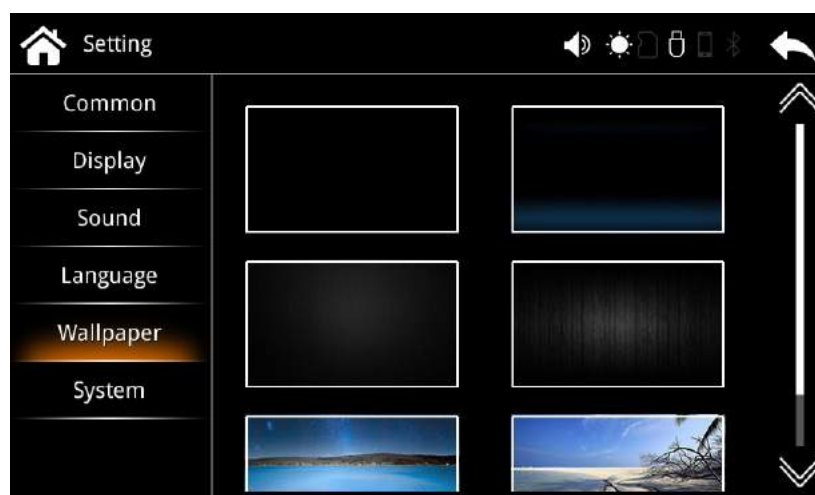 Setting
Common
Display
Sound
Language
Wallpaper
System